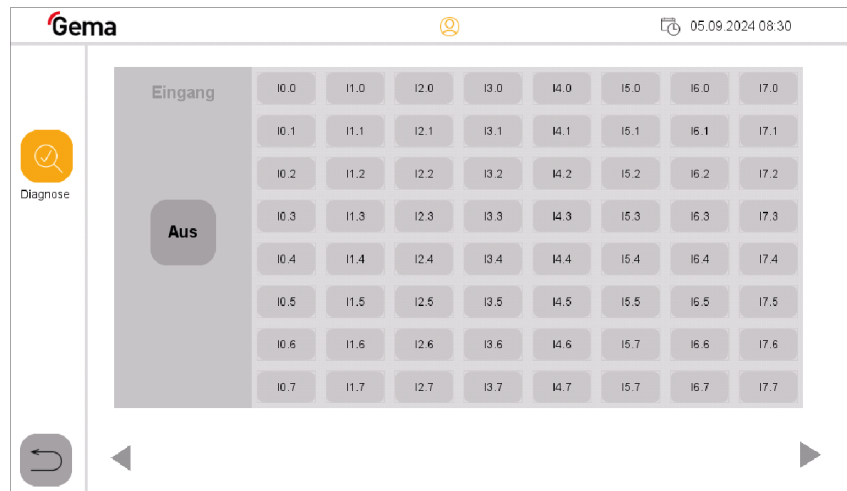 Gema 05.09.2024 08:30
Eingang I0.0 I1.0 I2.0 I3.0 I4.0 I5.0 I6.0 I7.0
I0.1 I1.1 I2.1 I3.1 I4.1 I5.1 I6.1 I7.1
I0.2 I1.2 I2.2 I3.2 I4.2 I5.2 I6.2 I7.2
Diagnose
I0.3 I1.3 I2.3 I3.3 I4.3 I5.3 I6.3 I7.3
Aus
I0.4 I1.4 I2.4 I3.4 I4.4 I5.4 I6.4 I7.4
I0.5 I1.5 I2.5 I3.5 I4.5 I5.5 I6.5 I7.5
I0.6 I1.6 I2.6 I3.6 I4.6 I5.7 I6.6 I7.6
I0.7 I1.7 I2.7 I3.7 I4.7 I5.7 I6.7 I7.7